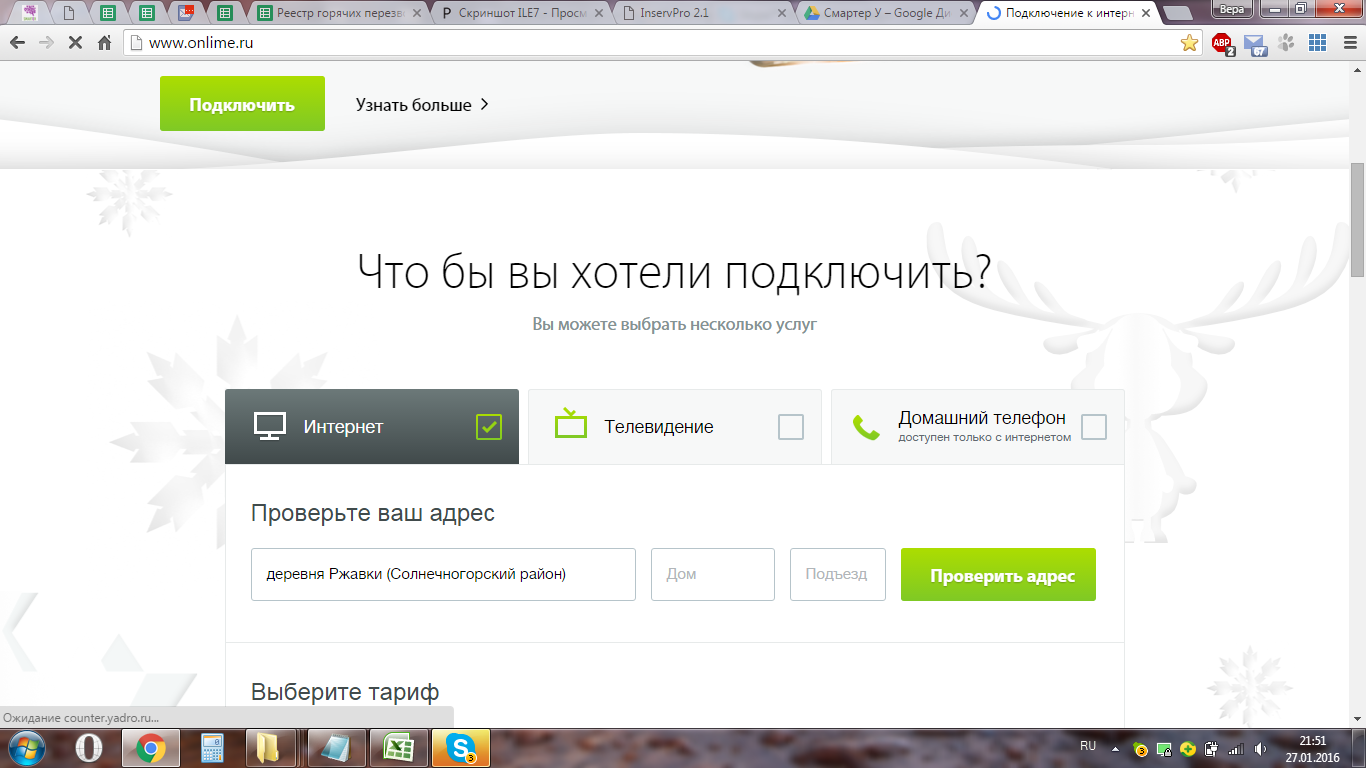 Реестр горячих перезв
Скриншот ILE7 - Просм
InservPro 2.1
Смартер У – Google Ди
Подключение к интерн
Вера
www.onlime.ru
ABP
2
67
Подключить
Узнать больше
Что бы вы хотели подключить?
Вы можете выбрать несколько услуг
Интернет
Телевидение
Домашний телефон
доступен только с интернетом
Проверьте ваш адрес
деревня Ржавки (Солнечногорский район)
Дом
Подъезд
Проверить адрес
Выберите тариф
Ожидание counter.yadro.ru...
3
RU
3
21:51
27.01.2016